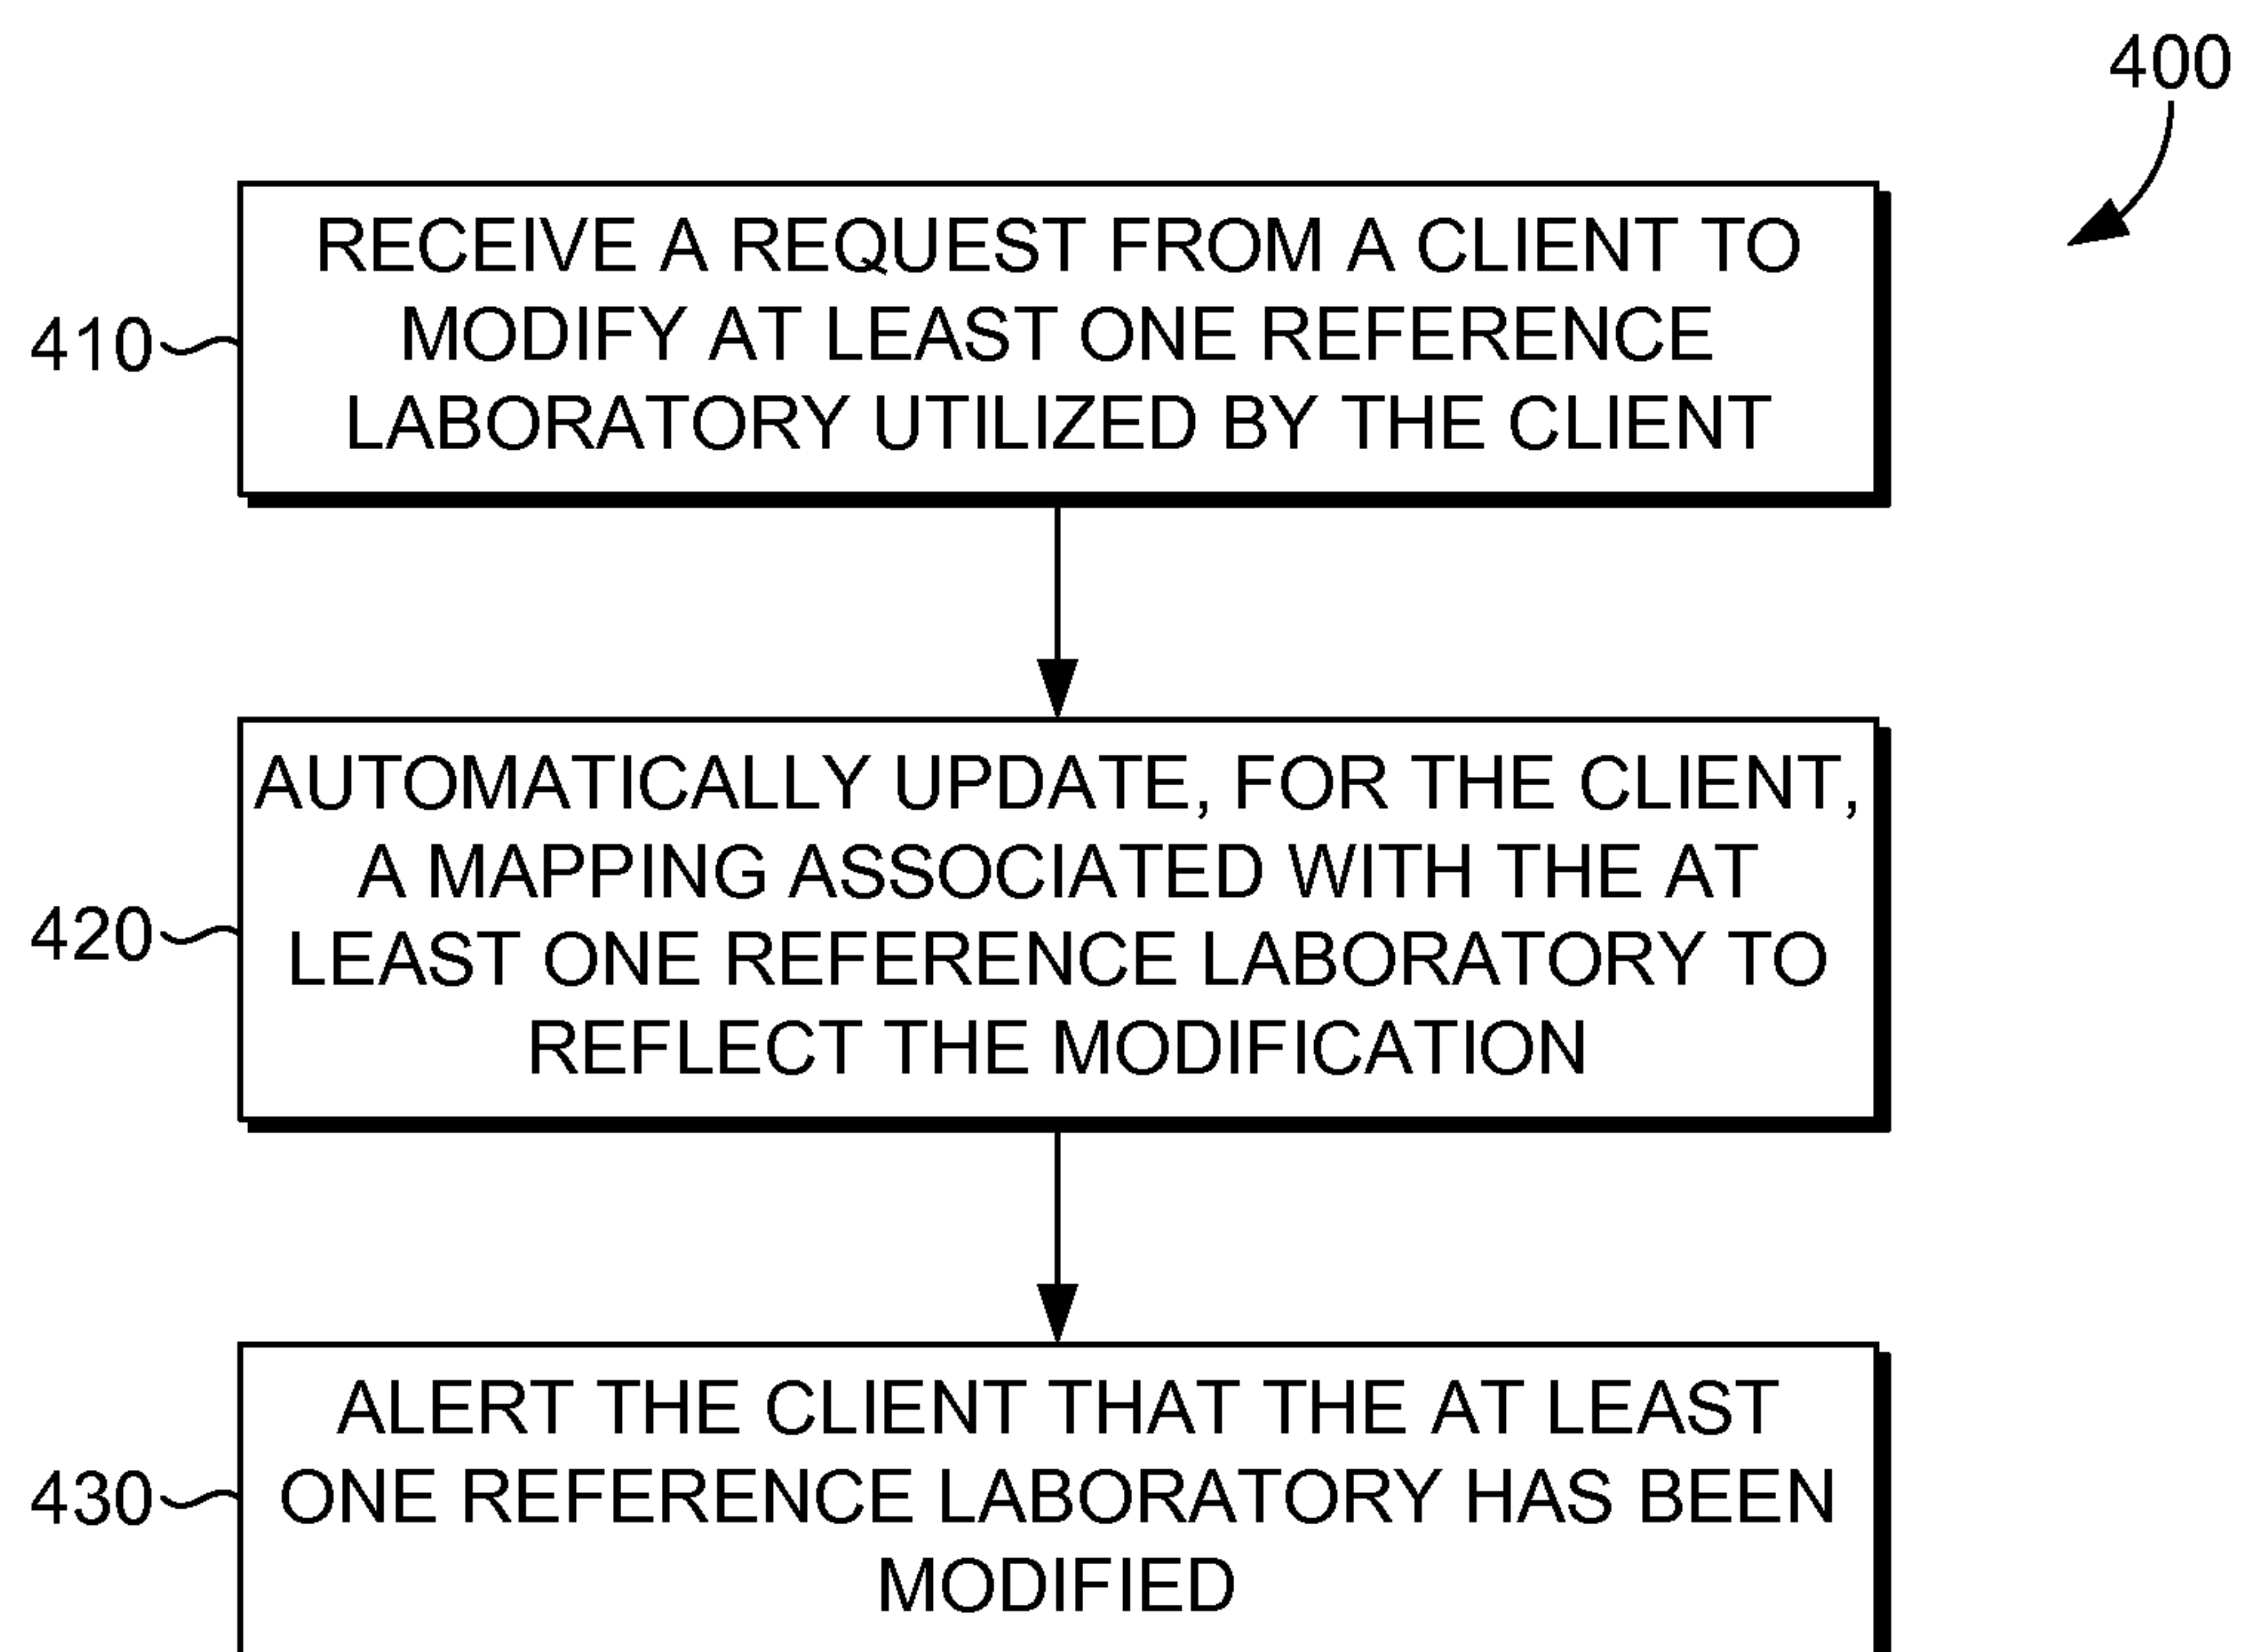 400
RECEIVE A REQUEST FROM A CLIENT TO
MODIFY AT LEAST ONE REFERENCE
LABORATORY UTILIZED BY THE CLIENT
410
AUTOMATICALLY UPDATE, FOR THE CLIENT,
A MAPPING ASSOCIATED WITH THE AT
LEAST ONE REFERENCE LABORATORY TO
REFLECT THE MODIFICATION
420
ALERT THE CLIENT THAT THE AT LEAST
ONE REFERENCE LABORATORY HAS BEEN
MODIFIED
430